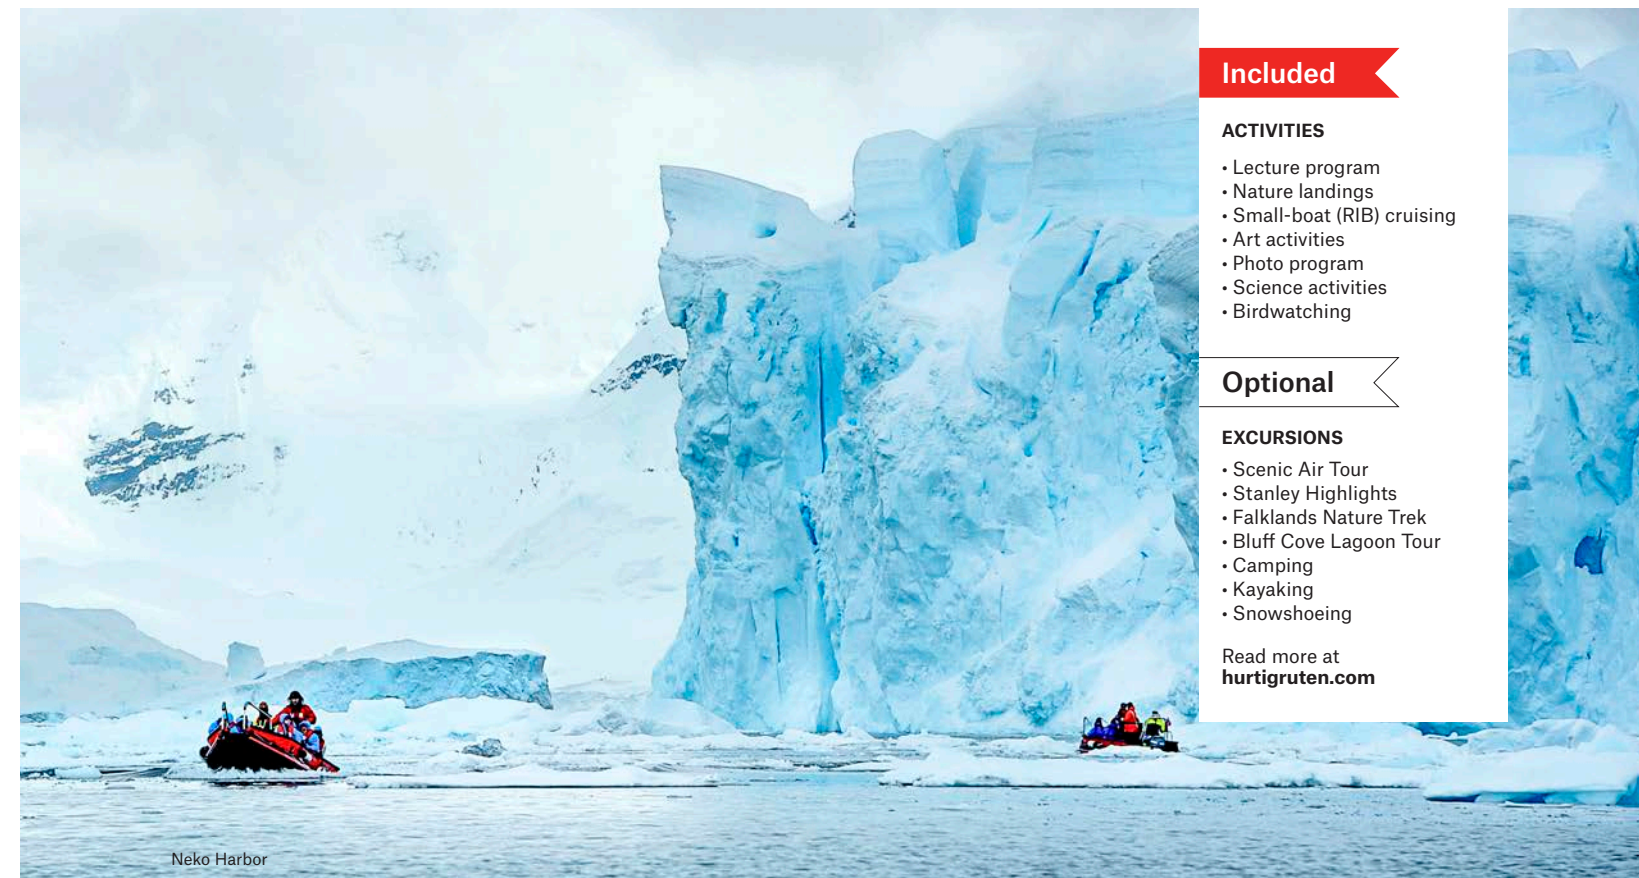 Included
ACTIVITIES
• Lecture program
• Nature landings
• Small-boat (RIB) cruising
• Art activities
• Photo program
• Science activities
• Birdwatching
Optional
EXCURSIONS
• Scenic Air Tour
• Stanley Highlights
• Falklands Nature Trek
• Bluff Cove Lagoon Tour
• Camping
• Kayaking
• Snowshoeing
Read more at
hurtigruten.com
Neko Harbor